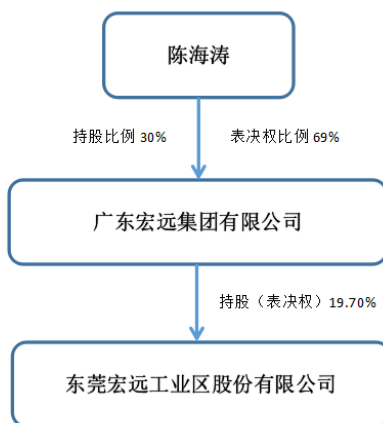 陈海涛
持股比例 30% 表决权比例 69%
广东宏远集团有限公司
持股（表决权）19.70%
东莞宏远工业区股份有限公司